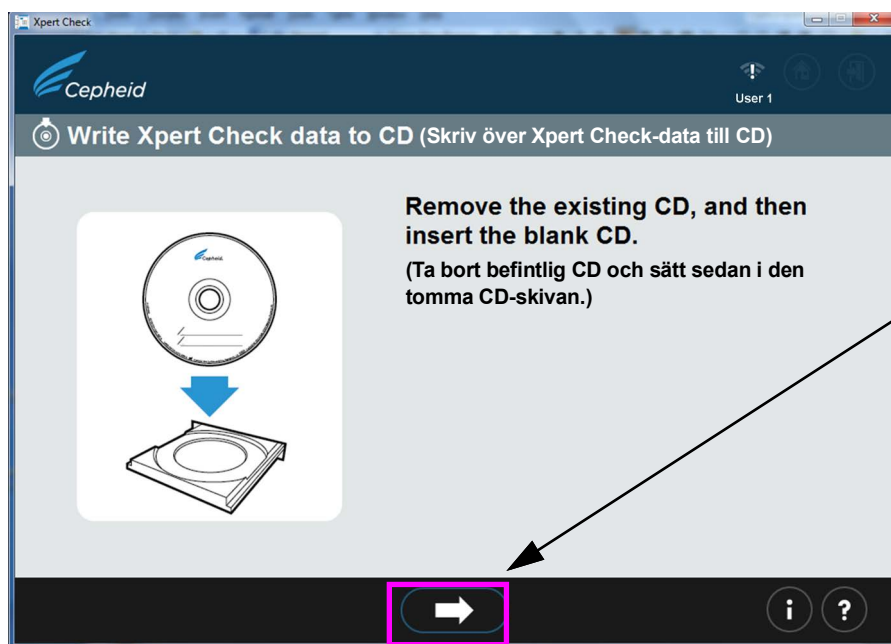 Xpert Check
Cepheid
User 1
Write Xpert Check data to CD (Skriv över Xpert Check-data till CD)
Remove the existing CD, and then
insert the blank CD.
(Ta bort befintlig CD och sätt sedan i den
tomma CD-skivan.)
Cepheid
i ?